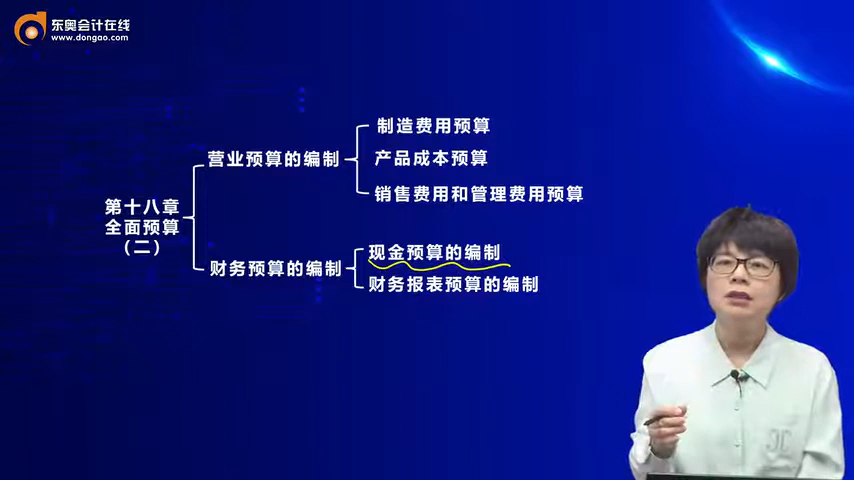 东奥会计在线
www.dongao.com
制造费用预算
营业预算的编制
产品成本预算
销售费用和管理费用预算
第十八章
全面预算
（二）
现金预算的编制
财务预算的编制
财务报表预算的编制